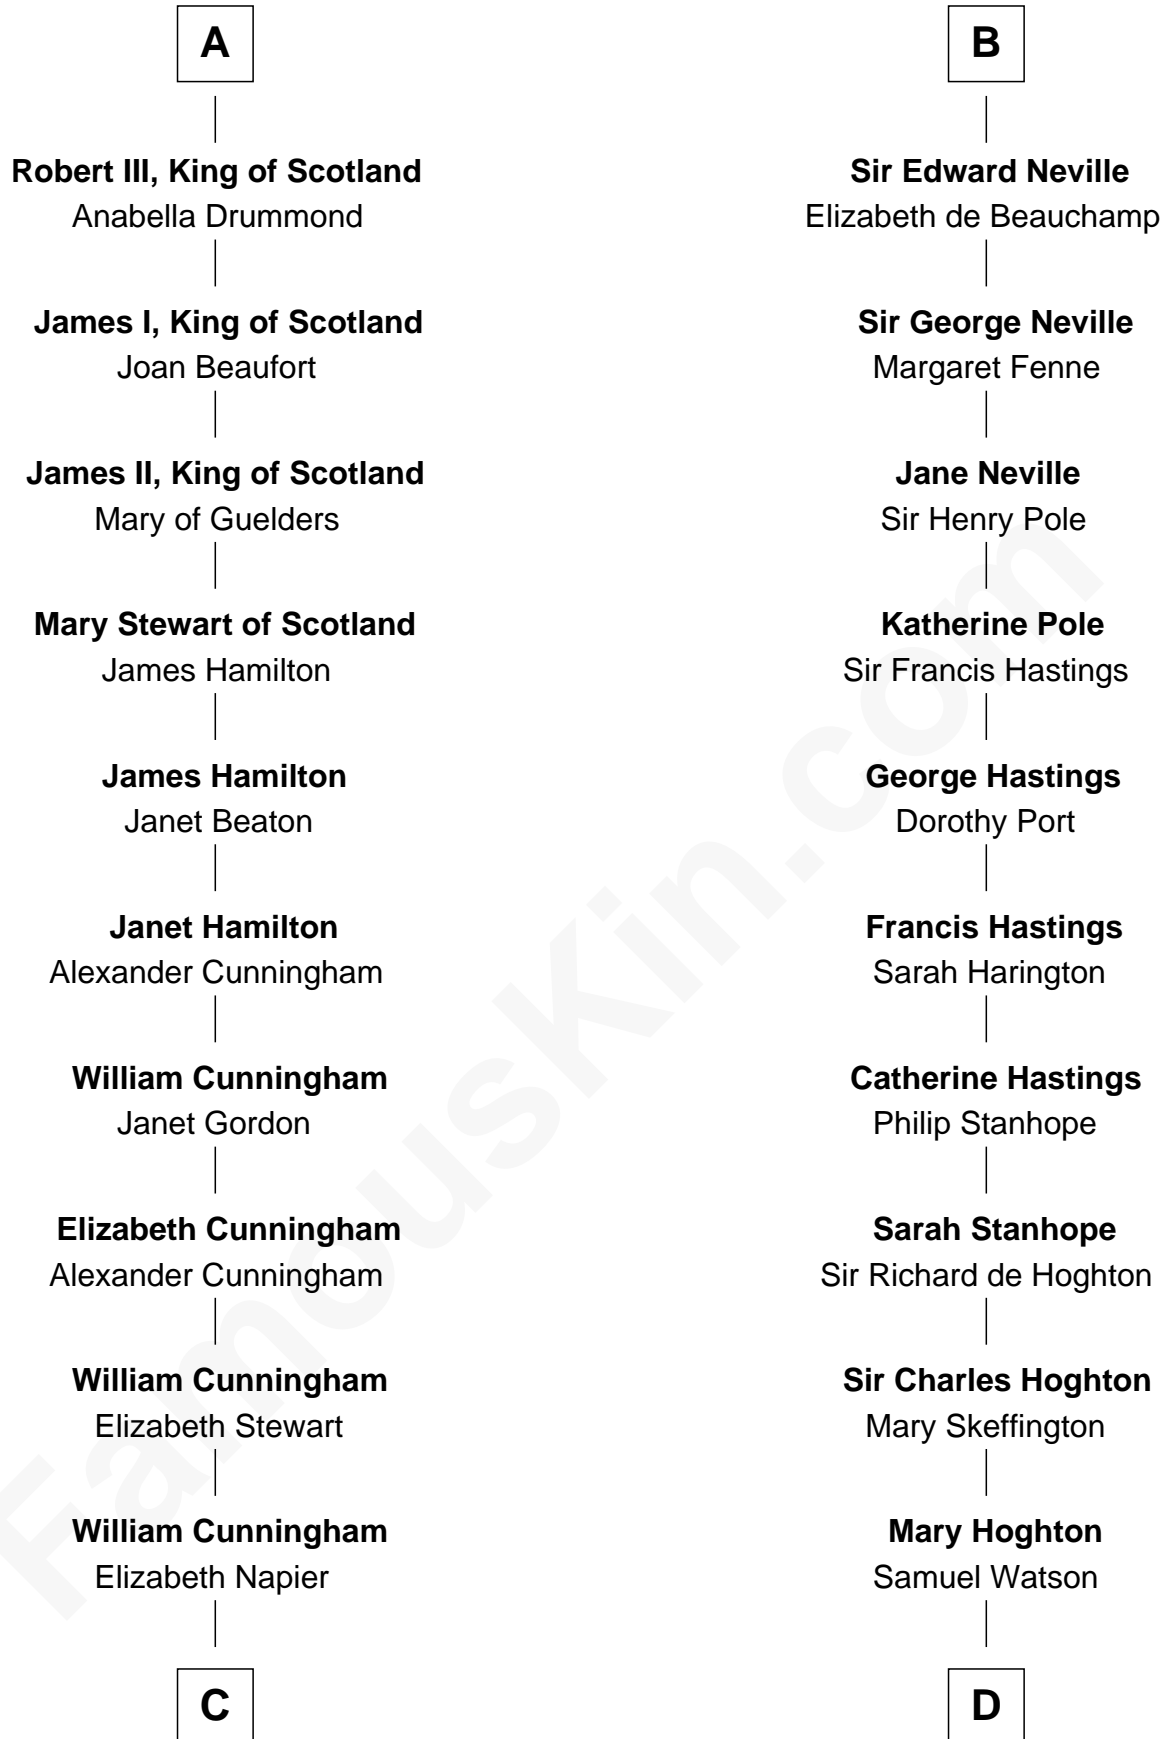 A
Robert III, King of Scotland
Anabella Drummond
James I, King of Scotland
Joan Beaufort
James II, King of Scotland
Mary of Guelders
Mary Stewart of Scotland
James Hamilton
James Hamilton
Janet Beaton
Janet Hamilton
Alexander Cunningham
William Cunningham
Janet Gordon
Elizabeth Cunningham
Alexander Cunningham
William Cunningham
Elizabeth Stewart
William Cunningham
Elizabeth Napier
C
B
Sir Edward Neville
Elizabeth de Beauchamp
Sir George Neville
Margaret Fenne
Jane Neville
Sir Henry Pole
Katherine Pole
Sir Francis Hastings
George Hastings
Dorothy Port
Francis Hastings
Sarah Harington
Catherine Hastings
Philip Stanhope
Sarah Stanhope
Sir Richard de Hoghton
Sir Charles Hoghton
Mary Skeffington
Mary Hoghton
Samuel Watson
D
FamousKin.com